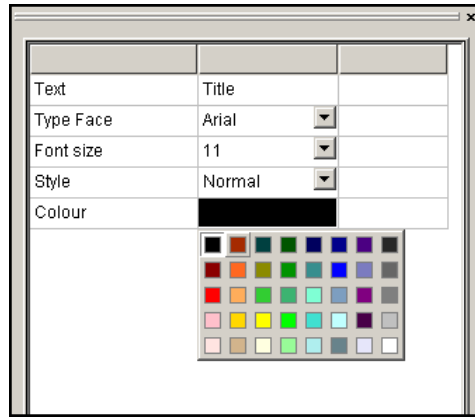 Text Title
Type Face Arial
Font size 11
Style Normal
Colour